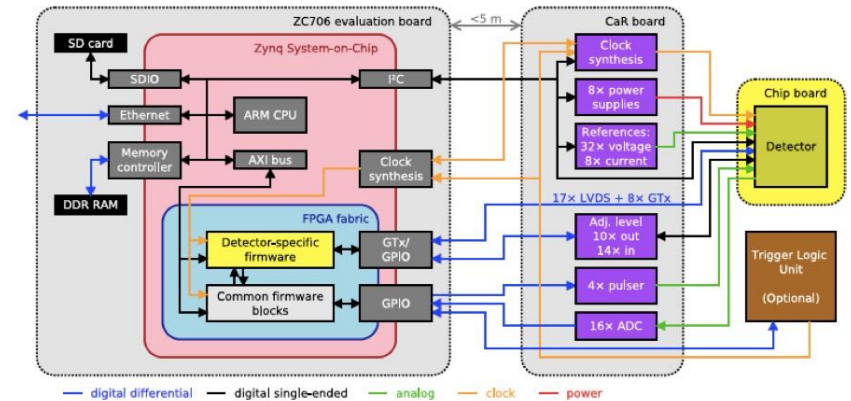 ZC706 evaluation board
<5 m
CaR board
SD card
Zynq System-on-Chip
SDIO
I²C
Clock
synthesis
Ethernet
ARM CPU
8× power
supplies
Chip board
Memory
controller
AXI bus
Clock
synthesis
References:
32× voltage
8× current
Detector
DDR RAM
FPGA fabric
17× LVDS + 8× GTx
Detector-specific
firmware
GTx/
GPIO
Adj. level
10× out
14× in
Trigger Logic
Unit
(Optional)
Common firmware
blocks
GPIO
4× pulser
16× ADC
digital differential
digital single-ended
analog
clock
power